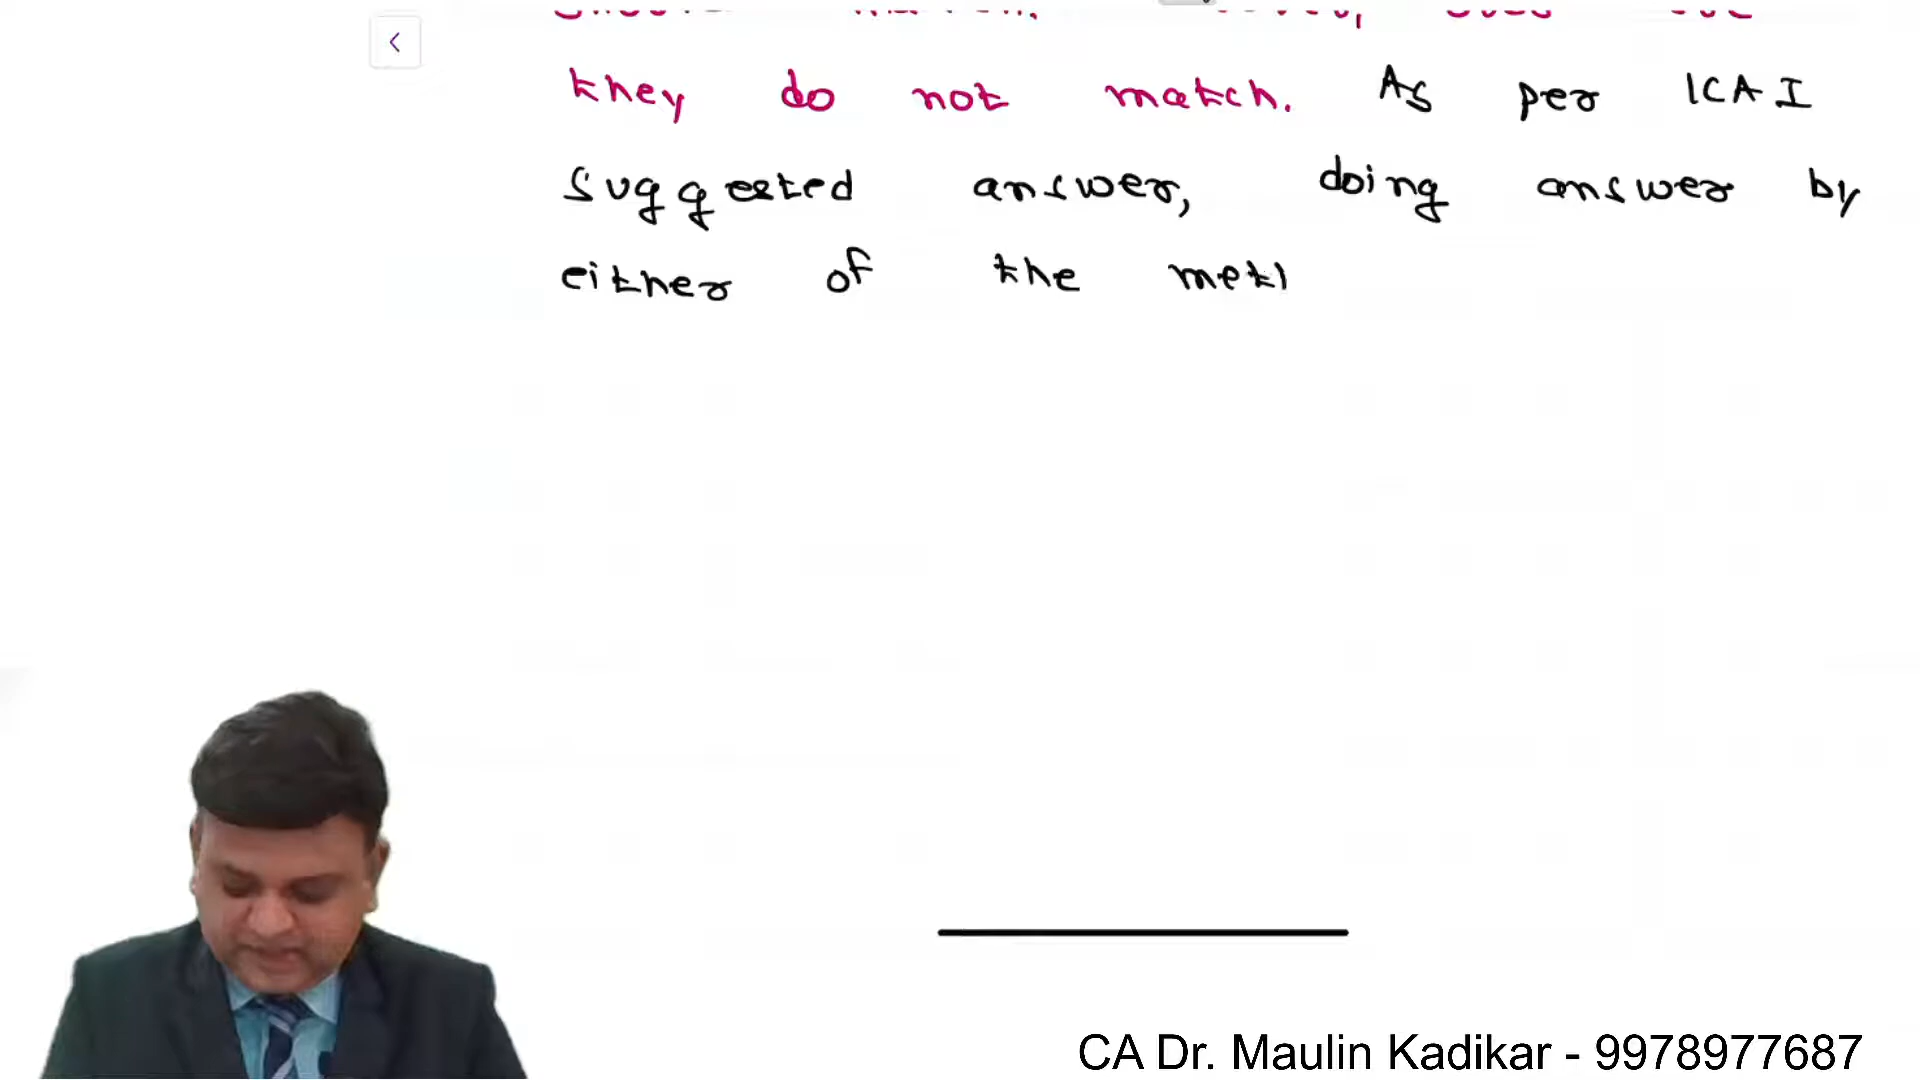 they do not match. As per ICAI
suggested answer, doing answer by
either of the
CA Dr. Maulin Kadikar - 9978977687